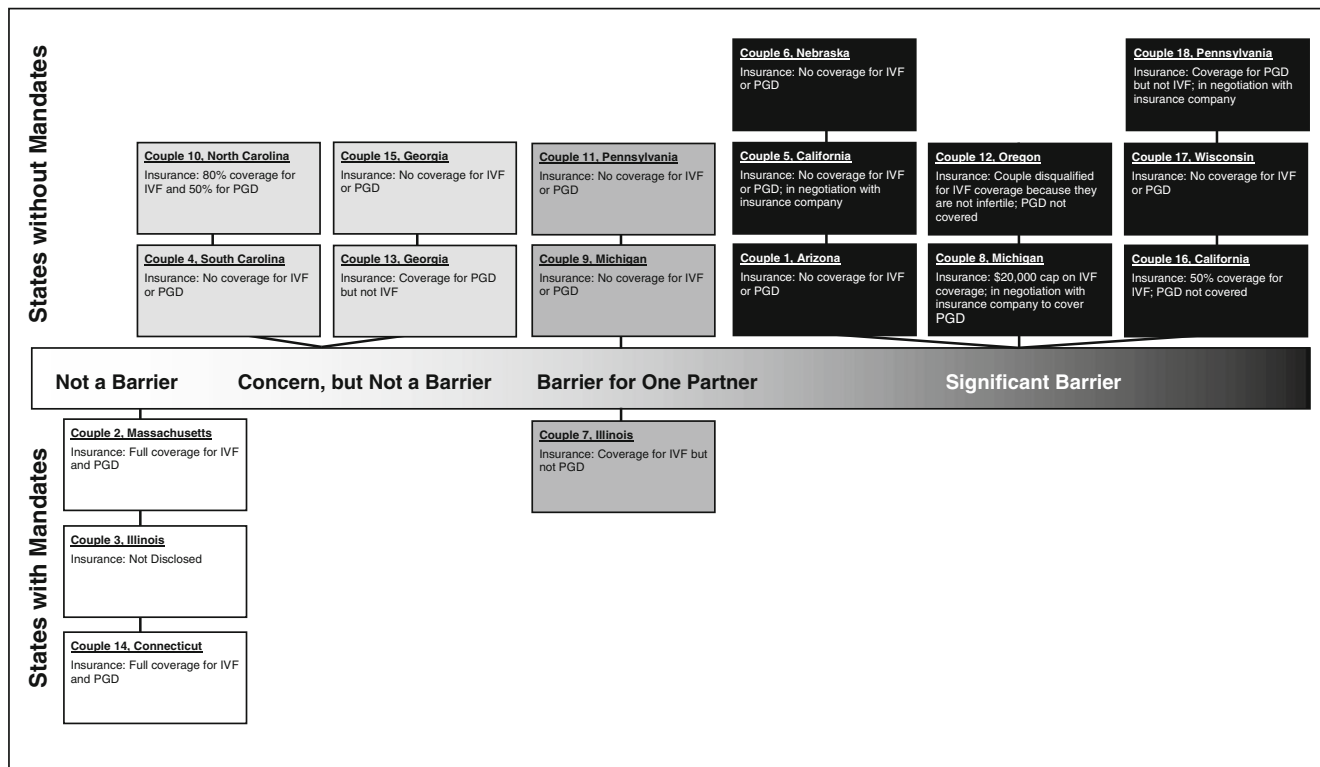 States without Mandates
Couple 6, Nebraska
Insurance: No coverage for IVF
or PGD
Couple 18, Pennsylvania
Insurance: Coverage for PGD
but not IVF; in negotiation with
insurance company
Couple 10, North Carolina
Insurance: 80% coverage for
IVF and 50% for PGD
Couple 15, Georgia
Insurance: No coverage for IVF
or PGD
Couple 11, Pennsylvania
Insurance: No coverage for IVF
or PGD
Couple 5, California
Insurance: No coverage for IVF
or PGD; in negotiation with
insurance company
Couple 12, Oregon
Insurance: Couple disqualified
for IVF coverage because they
are not infertile; PGD not
covered
Couple 17, Wisconsin
Insurance: No coverage for IVF
or PGD
Couple 4, South Carolina
Insurance: No coverage for IVF
or PGD
Couple 13, Georgia
Insurance: Coverage for PGD
but not IVF
Couple 9, Michigan
Insurance: No coverage for IVF
or PGD
Couple 1, Arizona
Insurance: No coverage for IVF
or PGD
Couple 8, Michigan
Insurance: $20,000 cap on IVF
coverage; in negotiation with
insurance company to cover
PGD
Couple 16, California
Insurance: 50% coverage for
IVF; PGD not covered
Not a Barrier
Concern, but Not a Barrier
Barrier for One Partner
Significant Barrier
States with Mandates
Couple 2, Massachusetts
Insurance: Full coverage for IVF
and PGD
Couple 7, Illinois
Insurance: Coverage for IVF but
not PGD
Couple 3, Illinois
Insurance: Not Disclosed
Couple 14, Connecticut
Insurance: Full coverage for IVF
and PGD